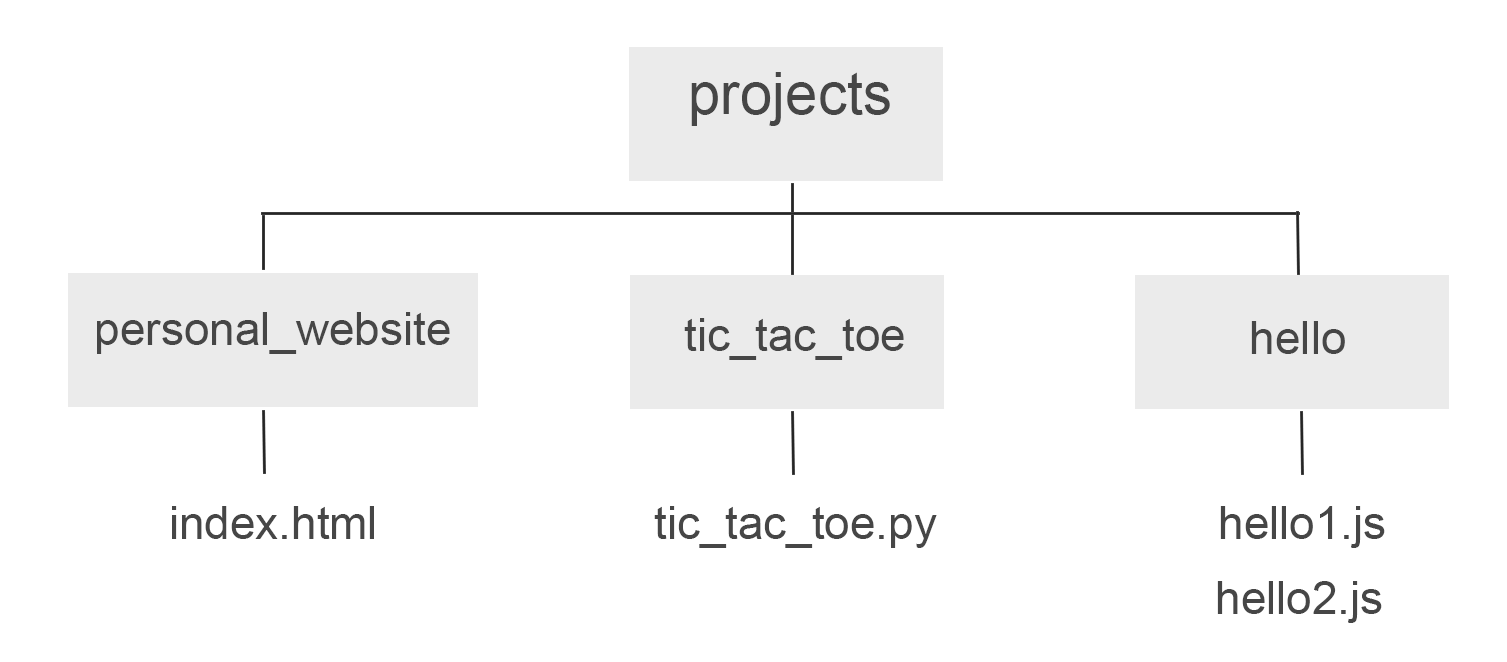 projects
personal_website
tic_tac_toe
hello
index.html
tic_tac_toe.py
hello1.js
hello2.js